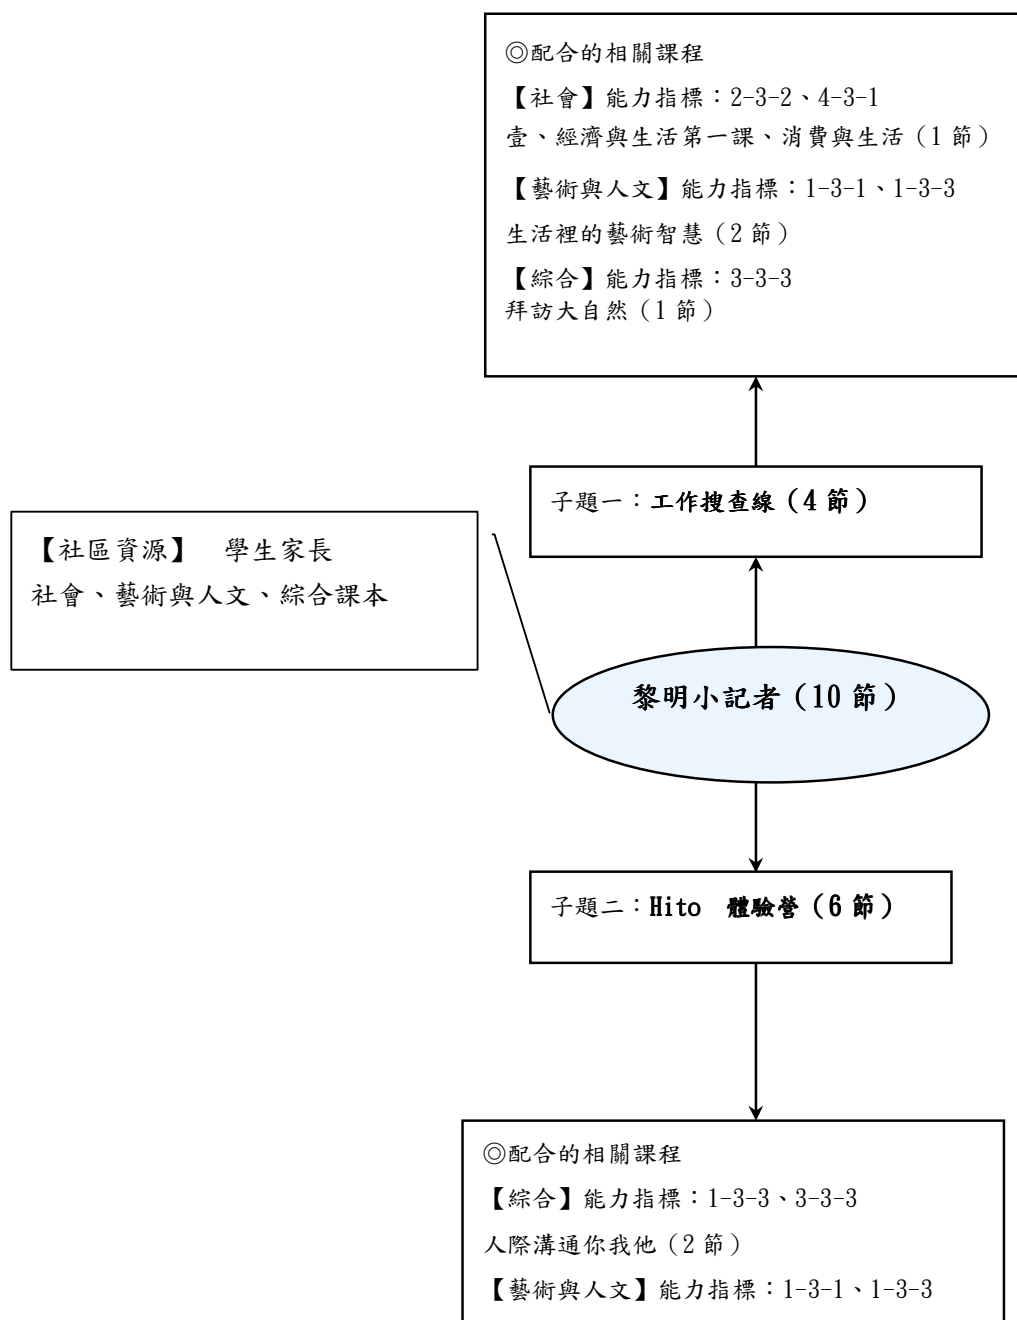 ◎配合的相關課程
【社會】能力指標：2-3-2、4-3-1
壹、經濟與生活第一課、消費與生活（1 節）
【藝術與人文】能力指標：1-3-1、1-3-3
生活裡的藝術智慧（2 節）
【綜合】能力指標：3-3-3
拜訪大自然（1 節）
子題一：工作搜查線（4 節）
【社區資源】　學生家長
社會、藝術與人文、綜合課本
黎明小記者（10 節）
子題二：Hito　體驗營（6 節）
◎配合的相關課程
【綜合】能力指標：1-3-3、3-3-3
人際溝通你我他（2 節）
【藝術與人文】能力指標：1-3-1、1-3-3